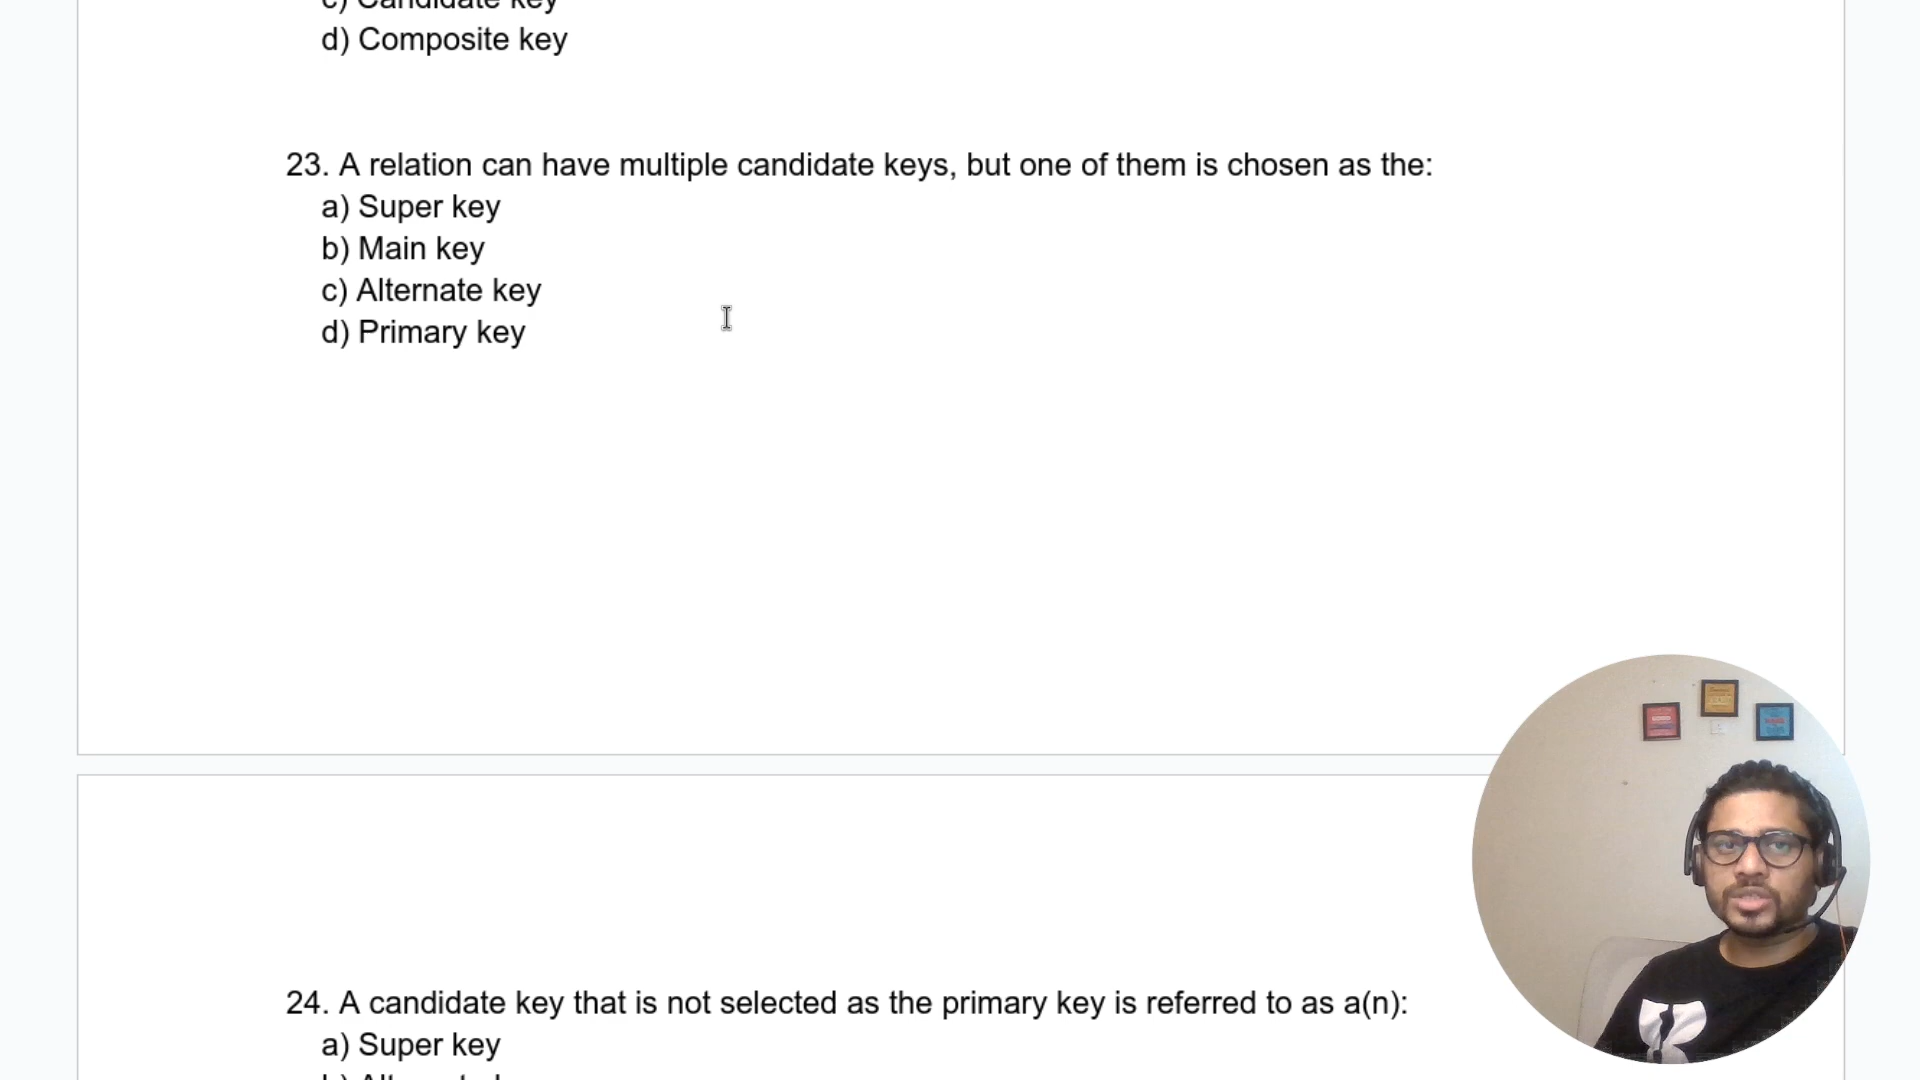 c) Candidate key
d) Composite key
23. A relation can have multiple candidate keys, but one of them is chosen as the:
a) Super key
b) Main key
c) Alternate key
d) Primary key
24. A candidate key that is not selected as the primary key is referred to as a(n):
a) Super key